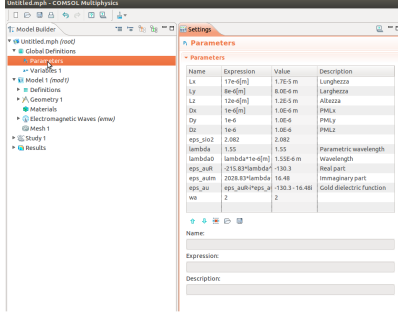 Untitled.mph - COMSOL Multiphysics
Model Builder
Untitled.mph (root)
Global Definitions
Parameters
Variables 1
Model 1 (mod1)
Definitions
Geometry 1
Materials
Electromagnetic Waves (emw)
Mesh 1
Study 1
Results
Settings
Parameters
Parameters
Name Expression Value Description
Lx 17e-6[m] 1.7E-5 m Lunghezza
Ly 8e-6[m] 8.0E-6 m Larghezza
Lz 12e-6[m] 1.2E-5 m Altezza
Dx 1e-6[m] 1.0E-6 m PMLx
Dy 1e-6 1.0E-6 PMLy
Dz 1e-6 1.0E-6 PMLz
eps_sio2 2.082 2.082
lambda 1.55 1.55 Parametric wavelength
lambda0 lambda*1e-6[m] 1.55E-6 m Wavelength
eps_auR -215.83*lambda^ -130.3 Real part
eps_auIm 2028.83*lambda 16.48 Immaginary part
eps_au eps_auR-i*eps_a -130.3 - 16.48i Gold dielectric function
wa 2 2
Name:
Expression:
Description: